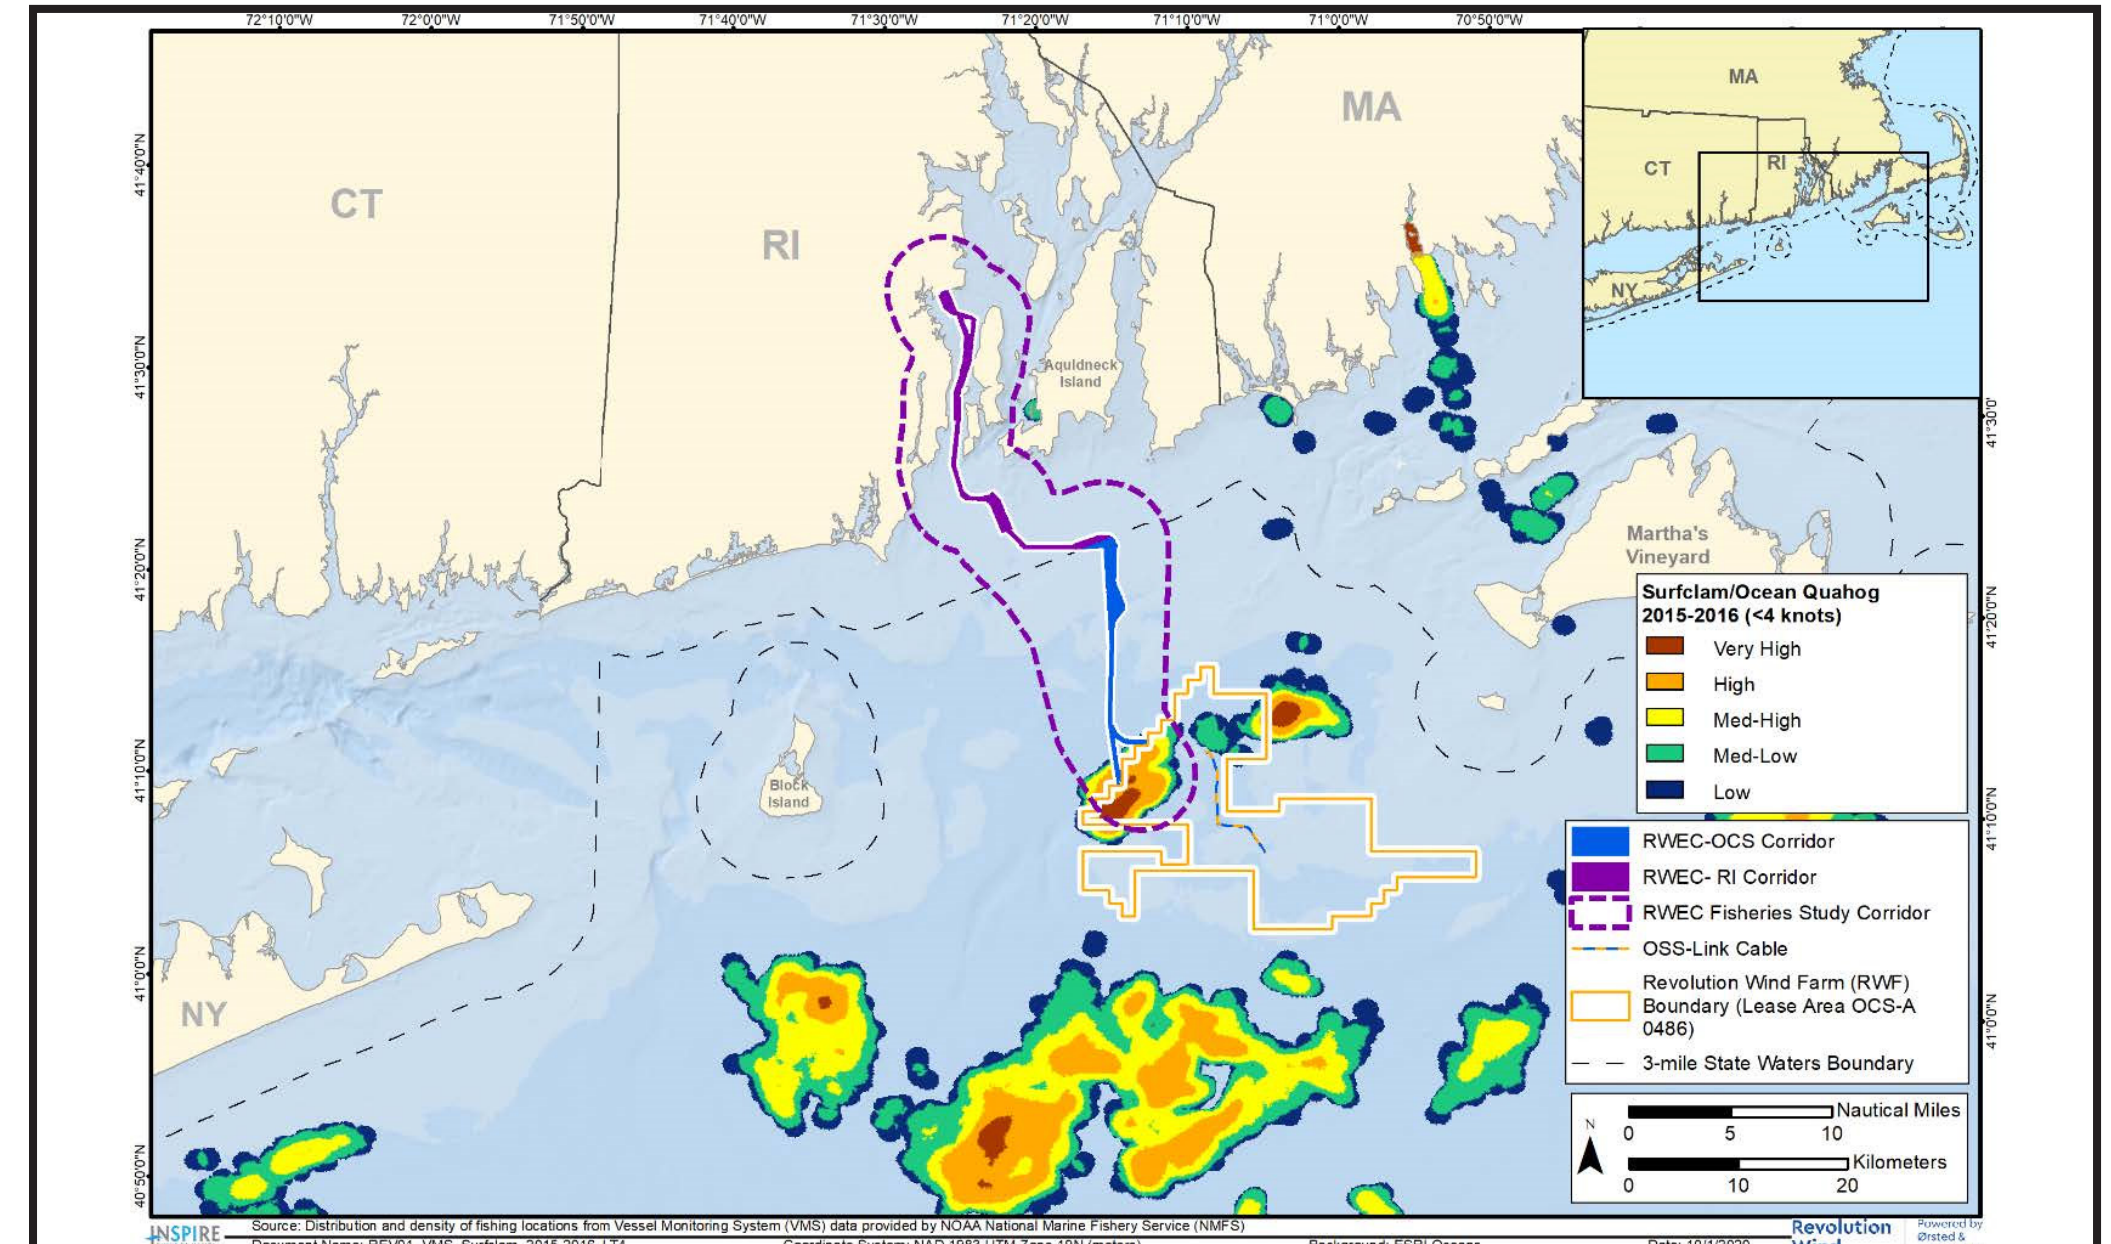 72°10'0"W 72°0'0"W 71°50'0"W 71°40'0"W 71°30'0"W 71°20'0"W 71°10'0"W 71°0'0"W 70°50'0"W
41°40'0"N
41°30'0"N
41°20'0"N
41°10'0"N
41°0'0"N
40°50'0"N
CT
RI
MA
Aquidneck
Island
Block
Island
Martha's
Vineyard
NY
MA
CT
RI
NY
41°30'0'
41°20'0"N
41°10'0"N
41°0'0"N
Surfclam/Ocean Quahog
2015-2016 (<4 knots)
Very High
High
Med-High
Med-Low
Low
RWEC-OCS Corridor
RWEC- RI Corridor
RWEC Fisheries Study Corridor
OSS-Link Cable
Revolution Wind Farm (RWF)
Boundary (Lease Area OCS-A
0486)
3-mile State Waters Boundary
N
Nautical Miles
0 5 10
Kilometers
0 10 20
INSPIRE
Source: Distribution and density of fishing locations from Vessel Monitoring System (VMS) data provided by NOAA National Marine Fishery Service (NMFS)
Revolution
Powered by
Ørsted &